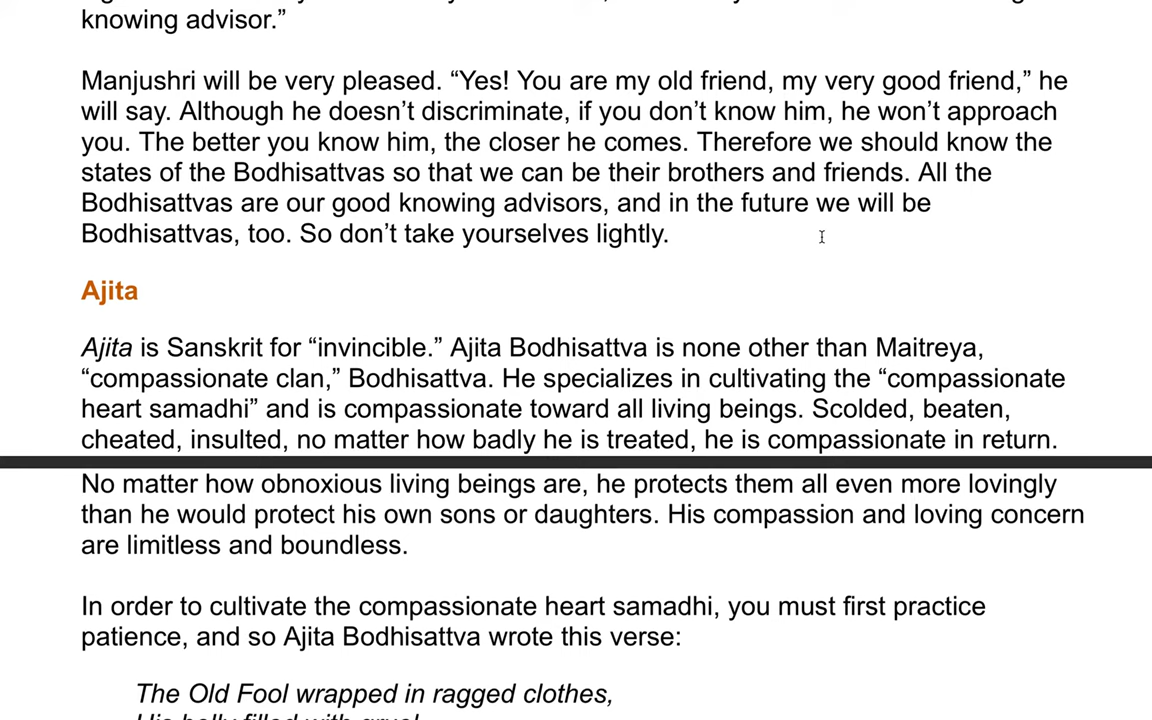 knowing advisor.”
Manjushri will be very pleased. “Yes! You are my old friend, my very good friend,” he
will say. Although he doesn’t discriminate, if you don’t know him, he won’t approach
you. The better you know him, the closer he comes. Therefore we should know the
states of the Bodhisattvas so that we can be their brothers and friends. All the
Bodhisattvas are our good knowing advisors, and in the future we will be
Bodhisattvas, too. So don’t take yourselves lightly.
Ajita
Ajita is Sanskrit for “invincible.” Ajita Bodhisattva is none other than Maitreya,
“compassionate clan,” Bodhisattva. He specializes in cultivating the “compassionate
heart samadhi” and is compassionate toward all living beings. Scolded, beaten,
cheated, insulted, no matter how badly he is treated, he is compassionate in return.
No matter how obnoxious living beings are, he protects them all even more lovingly
than he would protect his own sons or daughters. His compassion and loving concern
are limitless and boundless.
In order to cultivate the compassionate heart samadhi, you must first practice
patience, and so Ajita Bodhisattva wrote this verse:
The Old Fool wrapped in ragged clothes,